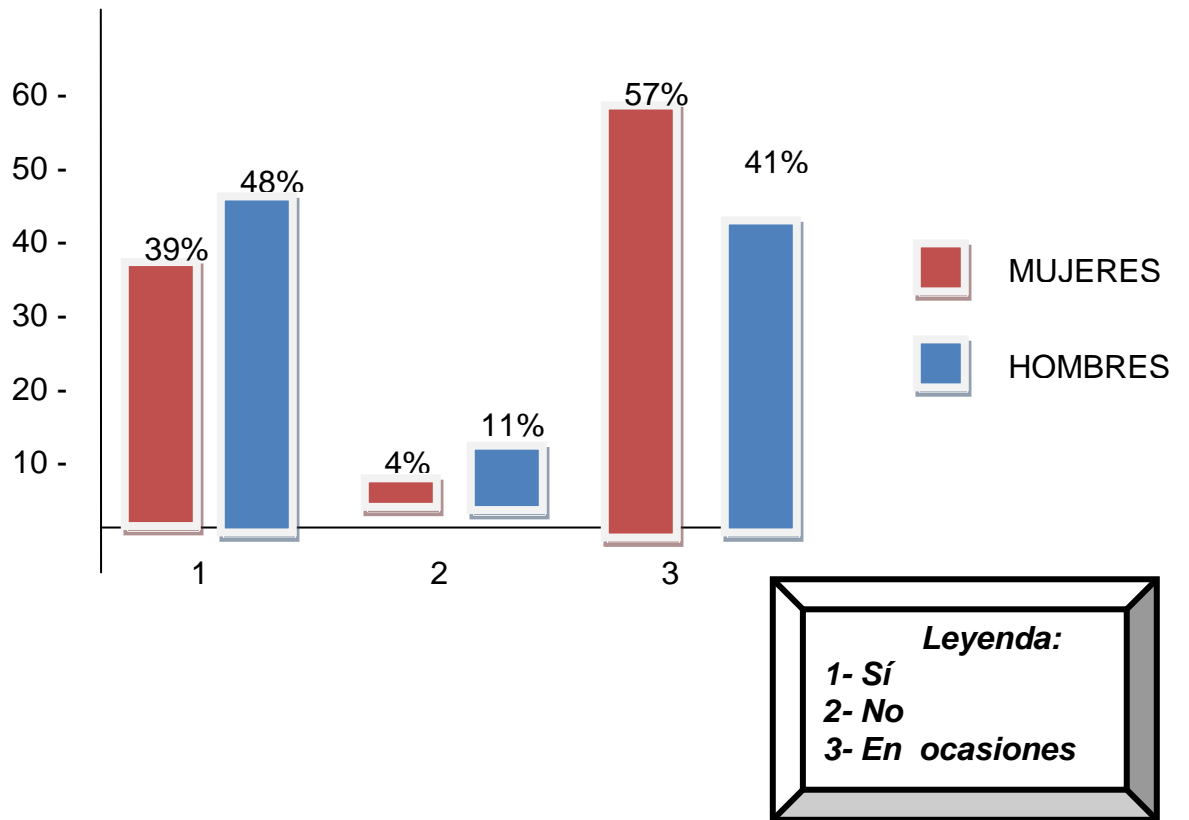 60 -
57%
50 -
48%
41%
40 -
39%
MUJERES
30 -
HOMBRES
20 -
11%
10 -
4%
1
2
3
Leyenda:
1- Sí
2- No
3- En ocasiones